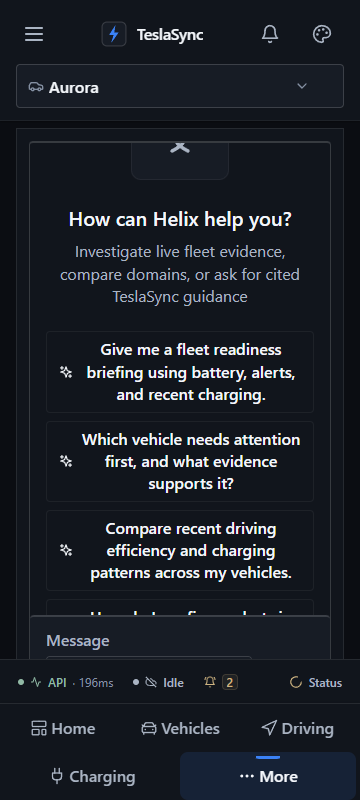 TeslaSync
Aurora
How can Helix help you?
Investigate live fleet evidence,
compare domains, or ask for cited
TeslaSync guidance
Give me a fleet readiness
briefing using battery, alerts,
and recent charging.
Which vehicle needs attention
first, and what evidence
supports it?
Compare recent driving
efficiency and charging
patterns across my vehicles.
Message
API · 196ms
Idle
2
Status
Home
Vehicles
Driving
Charging
More